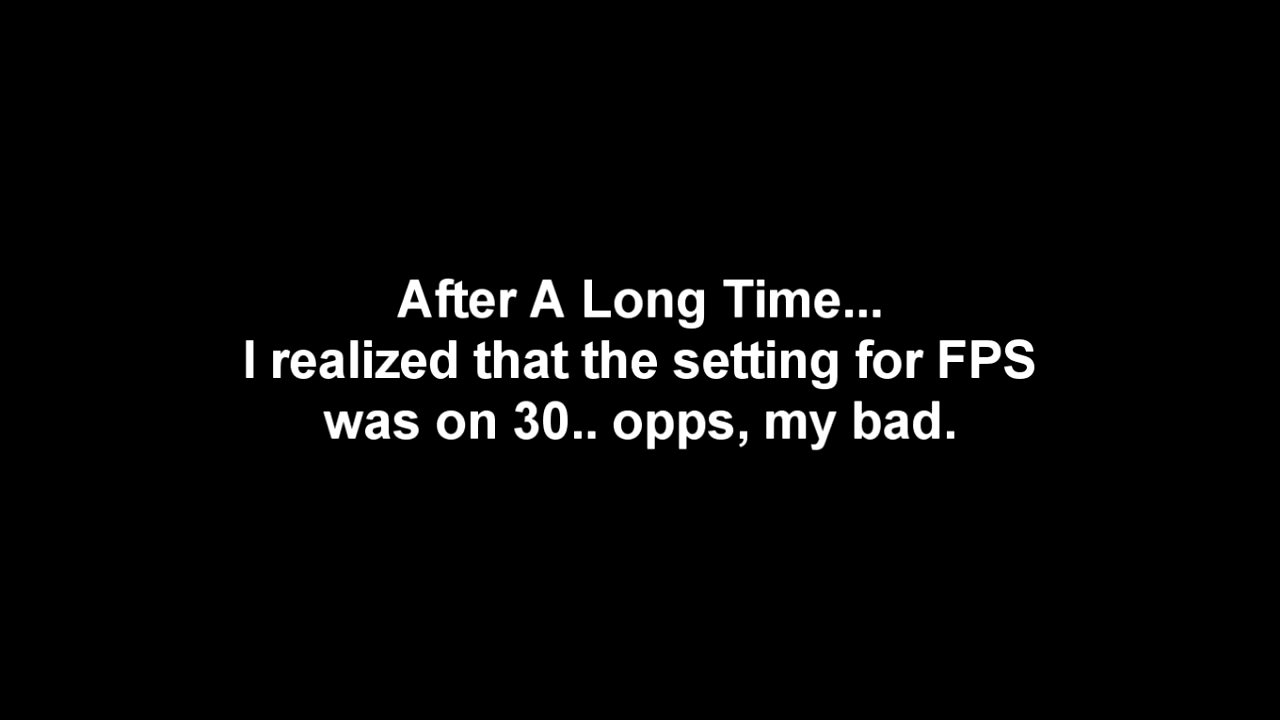 After A Long Time...
I realized that the setting for FPS
was on 30.. opps, my bad.